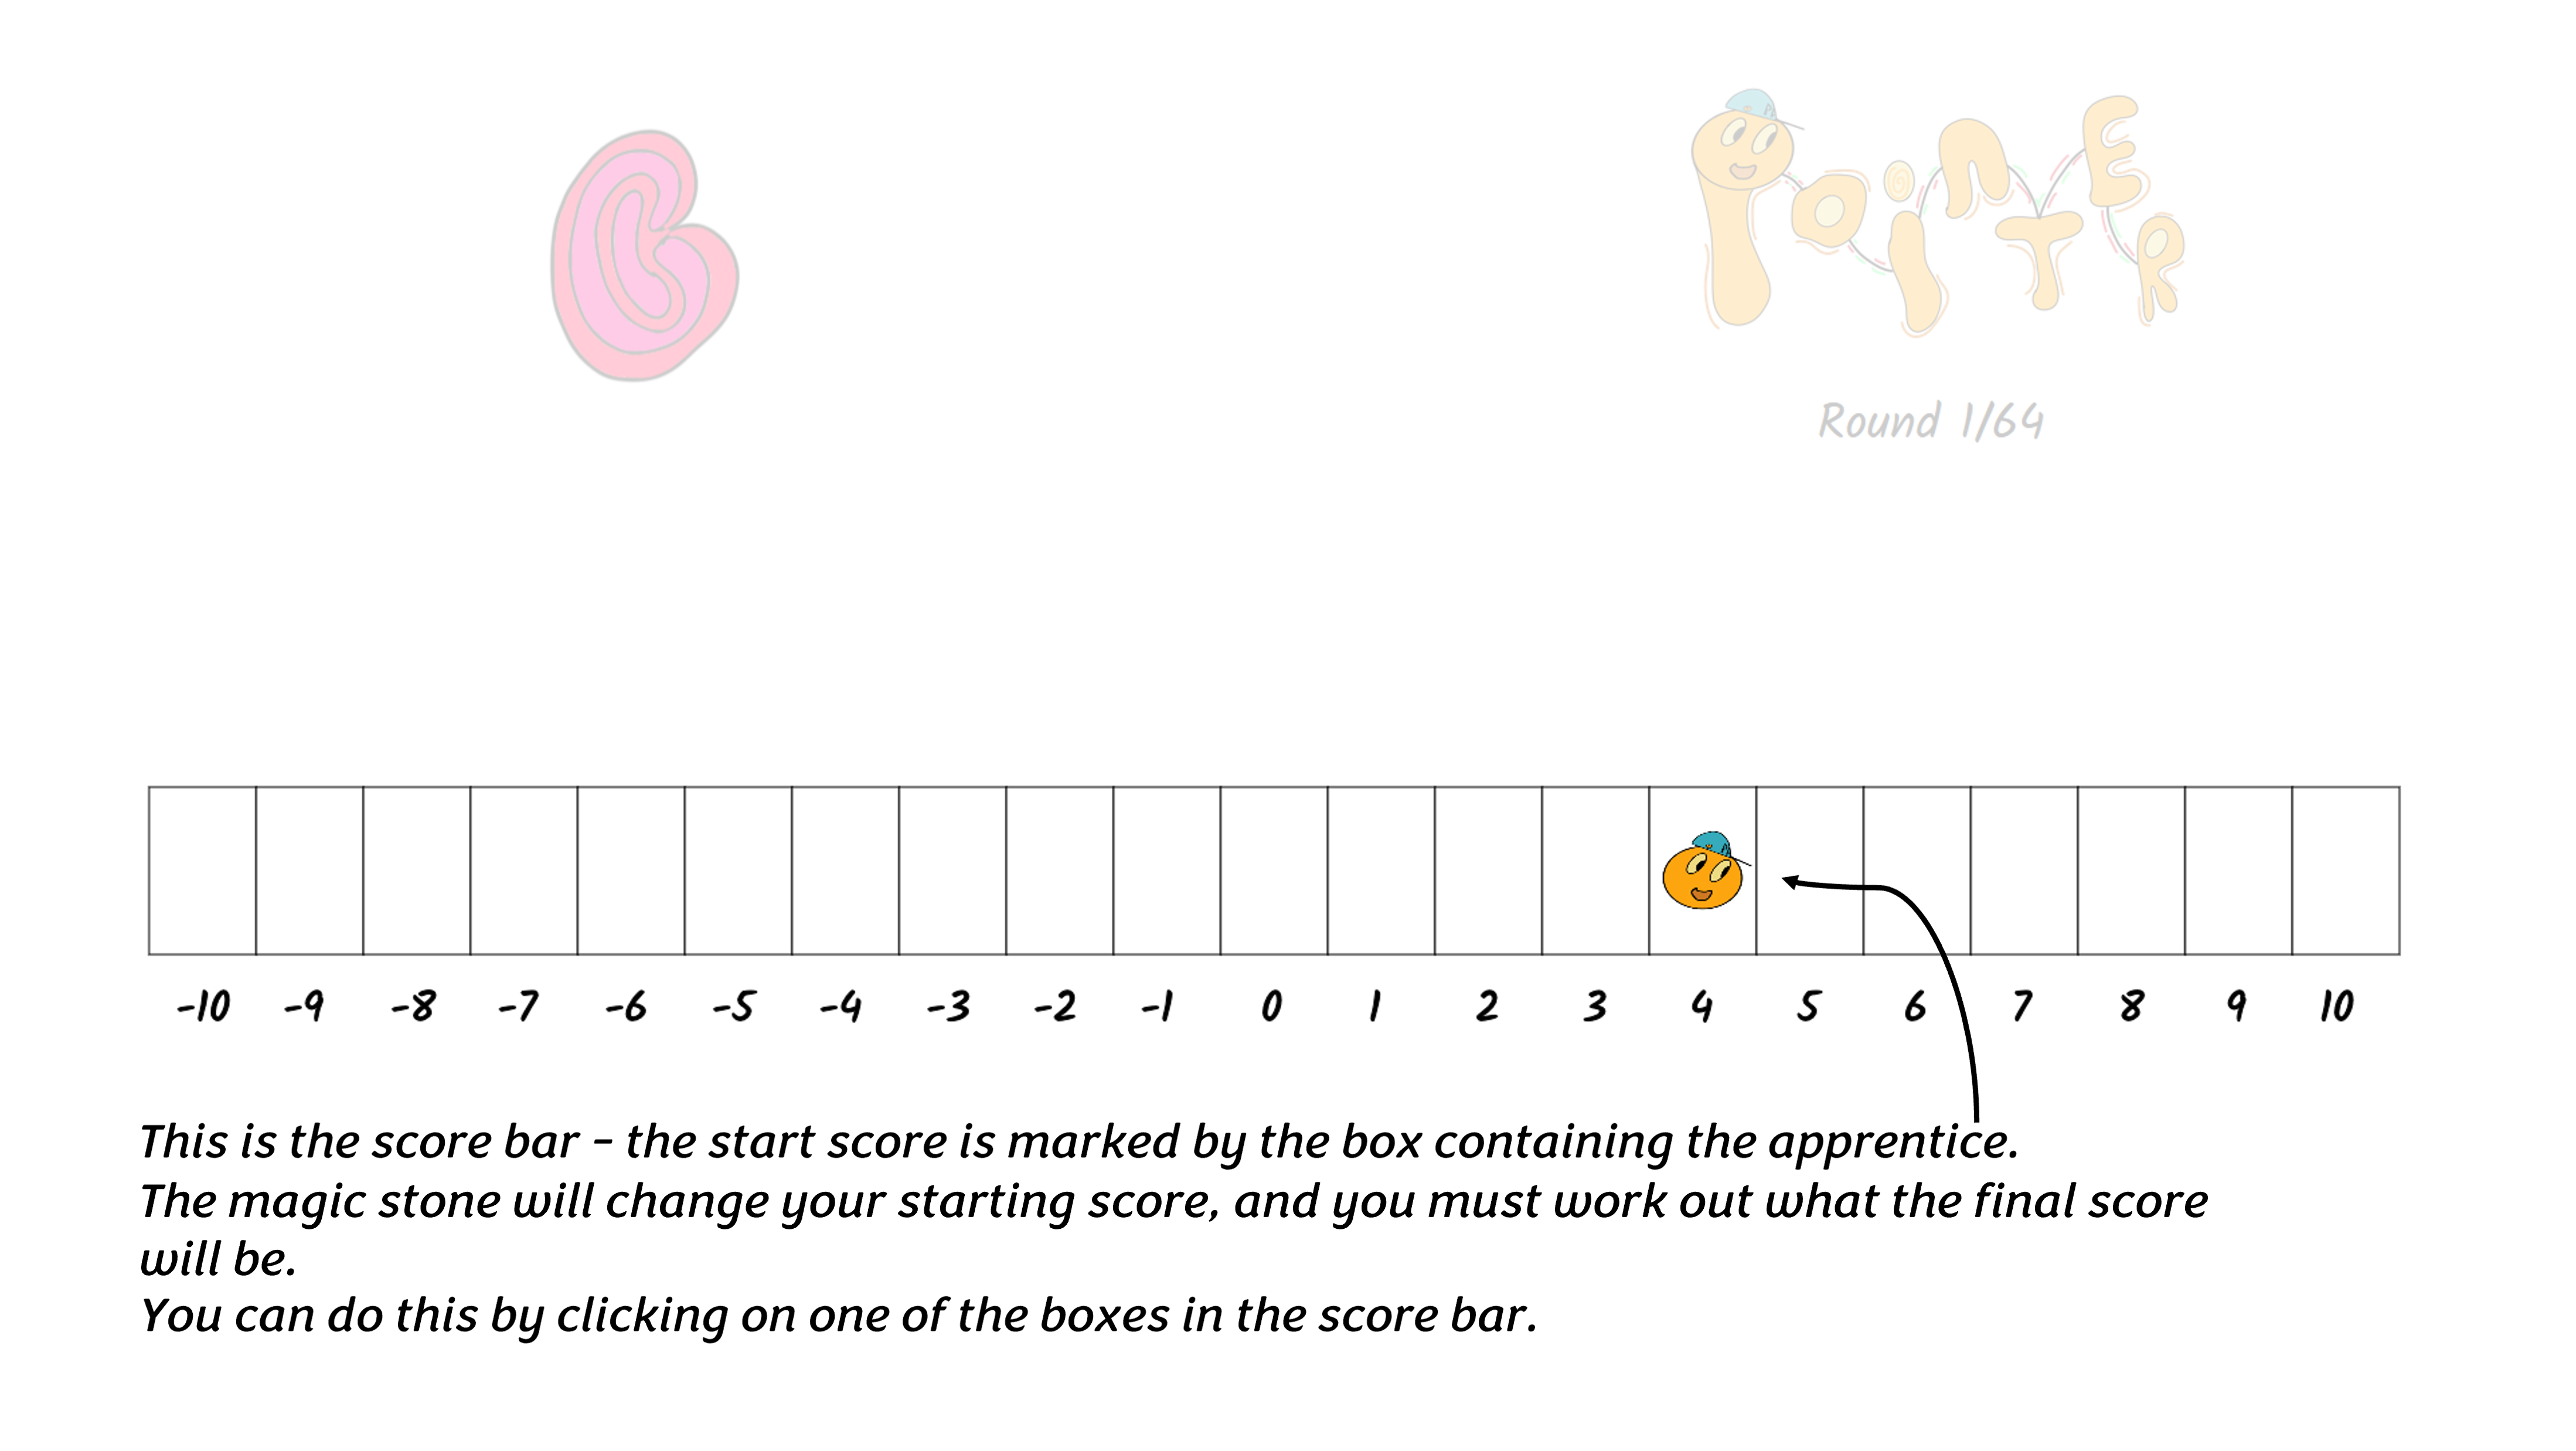 POINTER
Round 1/64
-10 -9 -8 -7 -6 -5 -4 -3 -2 -1 0 1 2 3 4 5 6 7 8 9 10
This is the score bar - the start score is marked by the box containing the apprentice.
The magic stone will change your starting score, and you must work out what the final score
will be.
You can do this by clicking on one of the boxes in the score bar.